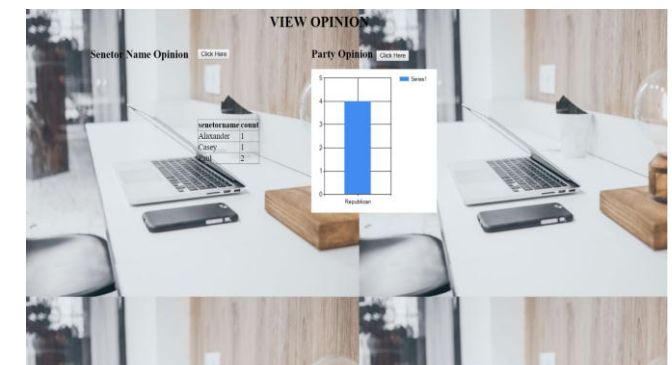 VIEW OPINION
Senetor Name Opinion Click Here
Party Opinion Click Here
senetorname count
Alaxander 1
Casey 1
Paul 2
5
4
3
2
1
0
Republican
Series1